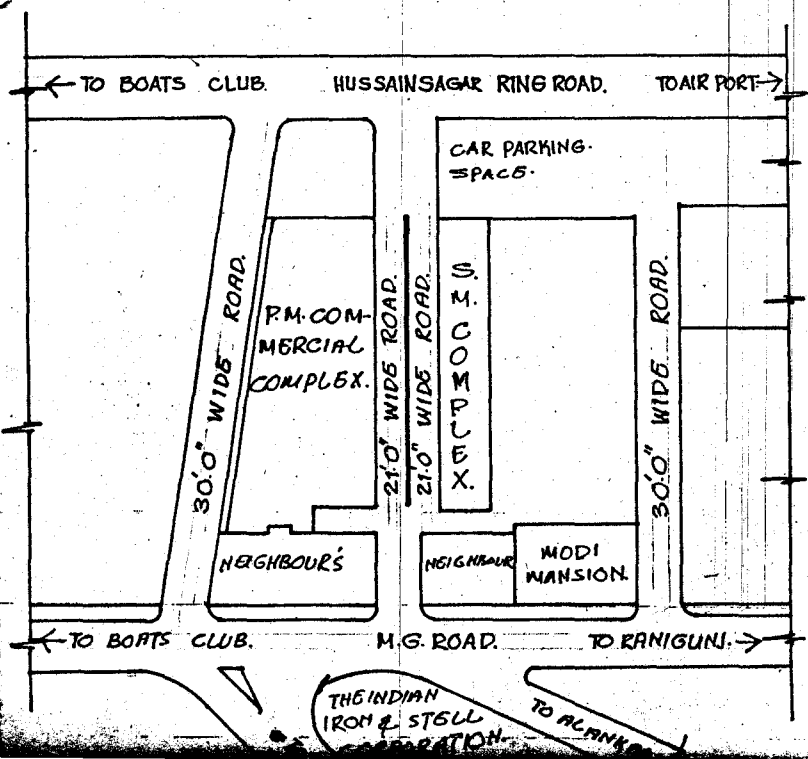 ← TO BOATS CLUB. HUSSAINSAGAR RING ROAD. TO AIR PORT→
CAR PARKING.
SPACE.
30'.0" WIDE ROAD.
P.M. COM-
MERCIAL
COMPLEX.
21'.0" WIDE ROAD.
21'.0" WIDE ROAD.
S.M. COMPLEX.
30'.0" WIDE ROAD.
NEIGHBOUR'S
NEIGHBOUR
MODI
MANSION.
← TO BOATS CLUB. M.G. ROAD. TO RANIGUNJ. →
THE INDIAN
IRON & STELL
CORPORATION.
TO